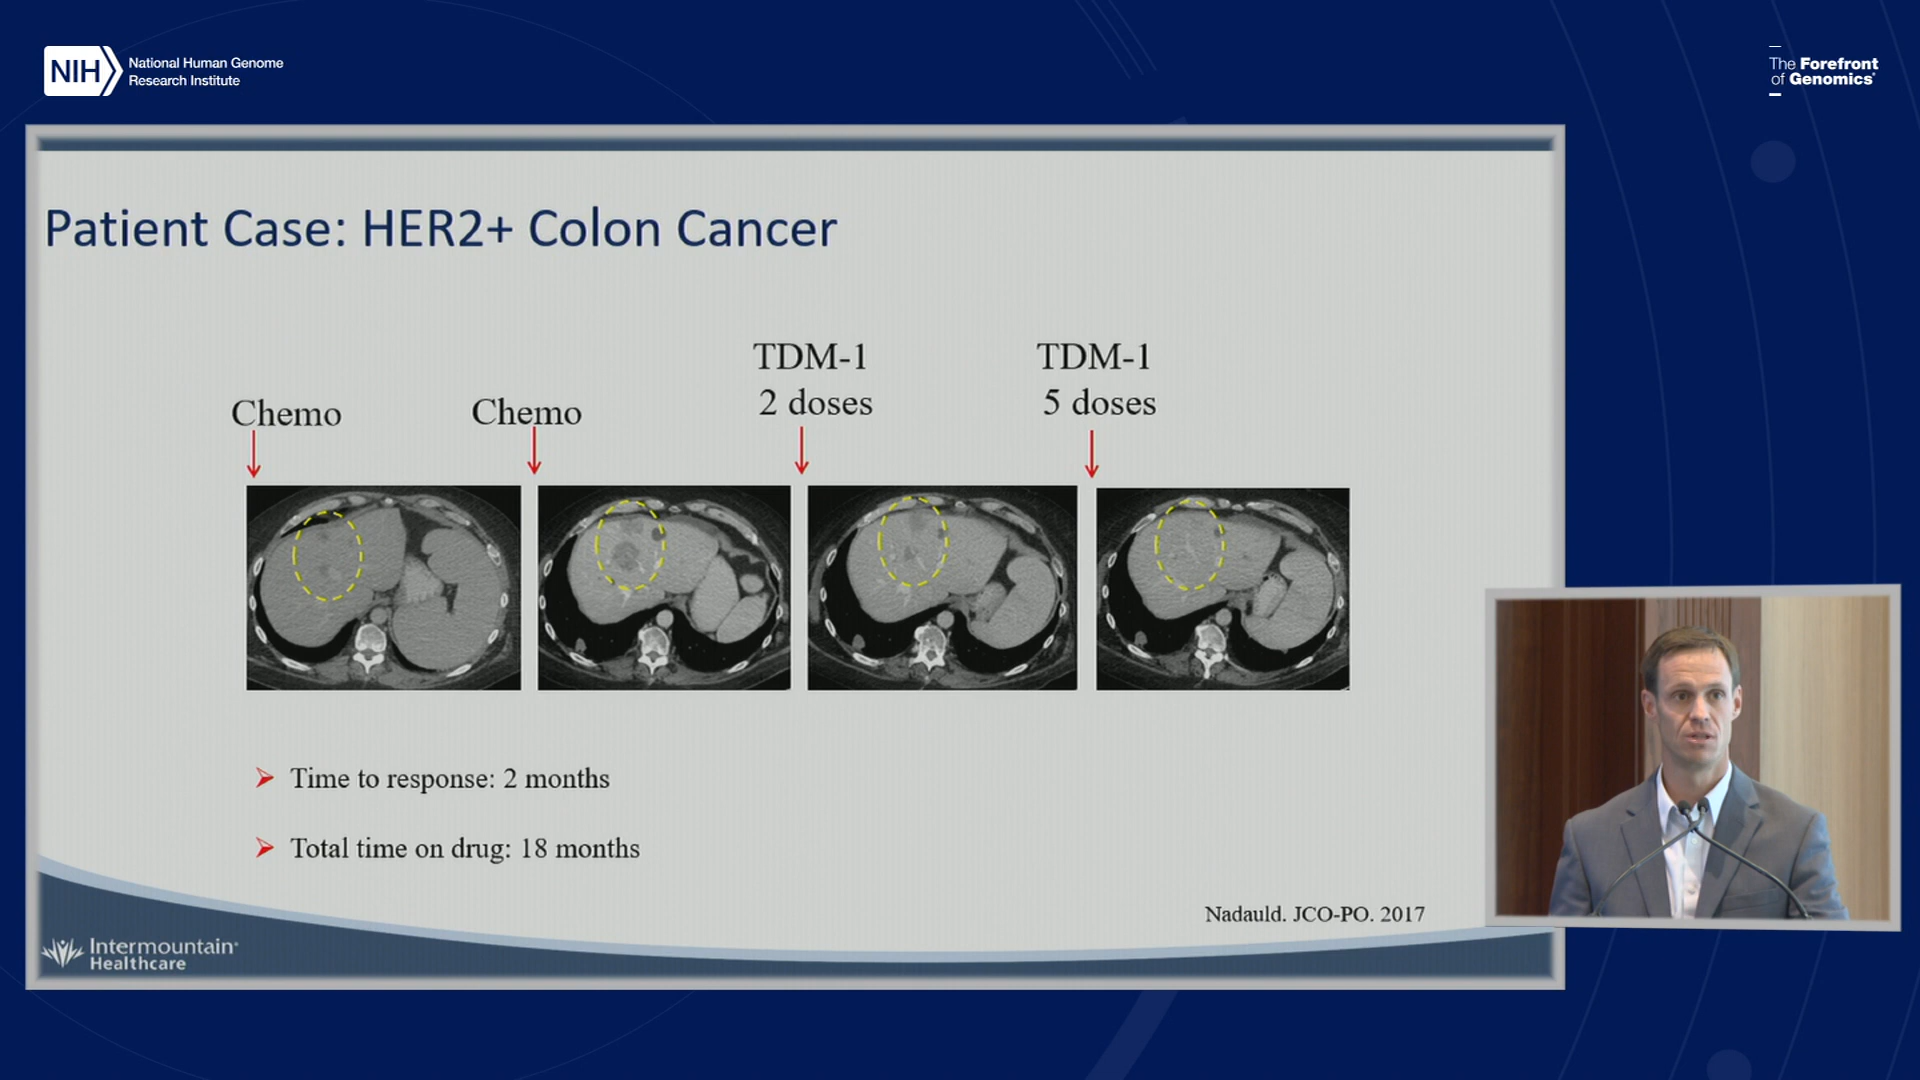 NIH
National Human Genome
Research Institute
The Forefront
of Genomics®
Patient Case: HER2+ Colon Cancer
Chemo
Chemo
TDM-1
2 doses
TDM-1
5 doses
Time to response: 2 months
Total time on drug: 18 months
Nadauld. JCO-PO. 2017
Intermountain®
Healthcare